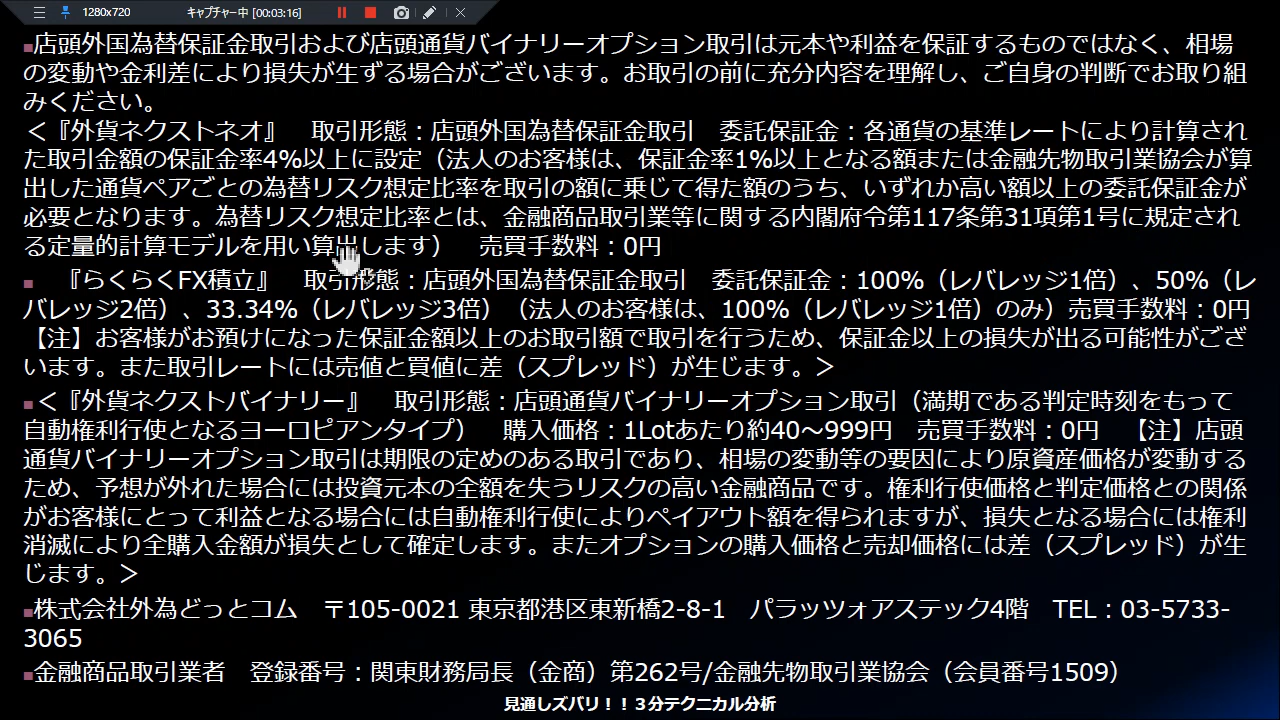 1280x720 キャプチャー中 [00:03:16]
■店頭外国為替保証金取引および店頭通貨バイナリーオプション取引は元本や利益を保証するものではなく、相場
の変動や金利差により損失が生ずる場合がございます。お取引の前に充分内容を理解し、ご自身の判断でお取り組
みください。
＜『外貨ネクストネオ』　取引形態：店頭外国為替保証金取引　委託保証金：各通貨の基準レートにより計算され
た取引金額の保証金率4%以上に設定（法人のお客様は、保証金率1%以上となる額または金融先物取引業協会が算
出した通貨ペアごとの為替リスク想定比率を取引の額に乗じて得た額のうち、いずれか高い額以上の委託保証金が
必要となります。為替リスク想定比率とは、金融商品取引業等に関する内閣府令第117条第31項第1号に規定され
る定量的計算モデルを用い算出します）　売買手数料：0円
■　『らくらくFX積立』　取引形態：店頭外国為替保証金取引　委託保証金：100%（レバレッジ1倍）、50%（レ
バレッジ2倍）、33.34%（レバレッジ3倍）（法人のお客様は、100%（レバレッジ1倍）のみ）売買手数料：0円
【注】お客様がお預けになった保証金額以上のお取引額で取引を行うため、保証金以上の損失が出る可能性がござ
います。また取引レートには売値と買値に差（スプレッド）が生じます。＞
■＜『外貨ネクストバイナリー』　取引形態：店頭通貨バイナリーオプション取引（満期である判定時刻をもって
自動権利行使となるヨーロピアンタイプ）　購入価格：1Lotあたり約40～999円　売買手数料：0円　【注】店頭
通貨バイナリーオプション取引は期限の定めのある取引であり、相場の変動等の要因により原資産価格が変動する
ため、予想が外れた場合には投資元本の全額を失うリスクの高い金融商品です。権利行使価格と判定価格との関係
がお客様にとって利益となる場合には自動権利行使によりペイアウト額を得られますが、損失となる場合には権利
消滅により全購入金額が損失として確定します。またオプションの購入価格と売却価格には差（スプレッド）が生
じます。＞
■株式会社外為どっとコム　〒105-0021 東京都港区東新橋2-8-1　パラッツォアステック4階　TEL：03-5733-
3065
■金融商品取引業者　登録番号：関東財務局長（金商）第262号/金融先物取引業協会（会員番号1509）
見通しズバリ！！３分テクニカル分析